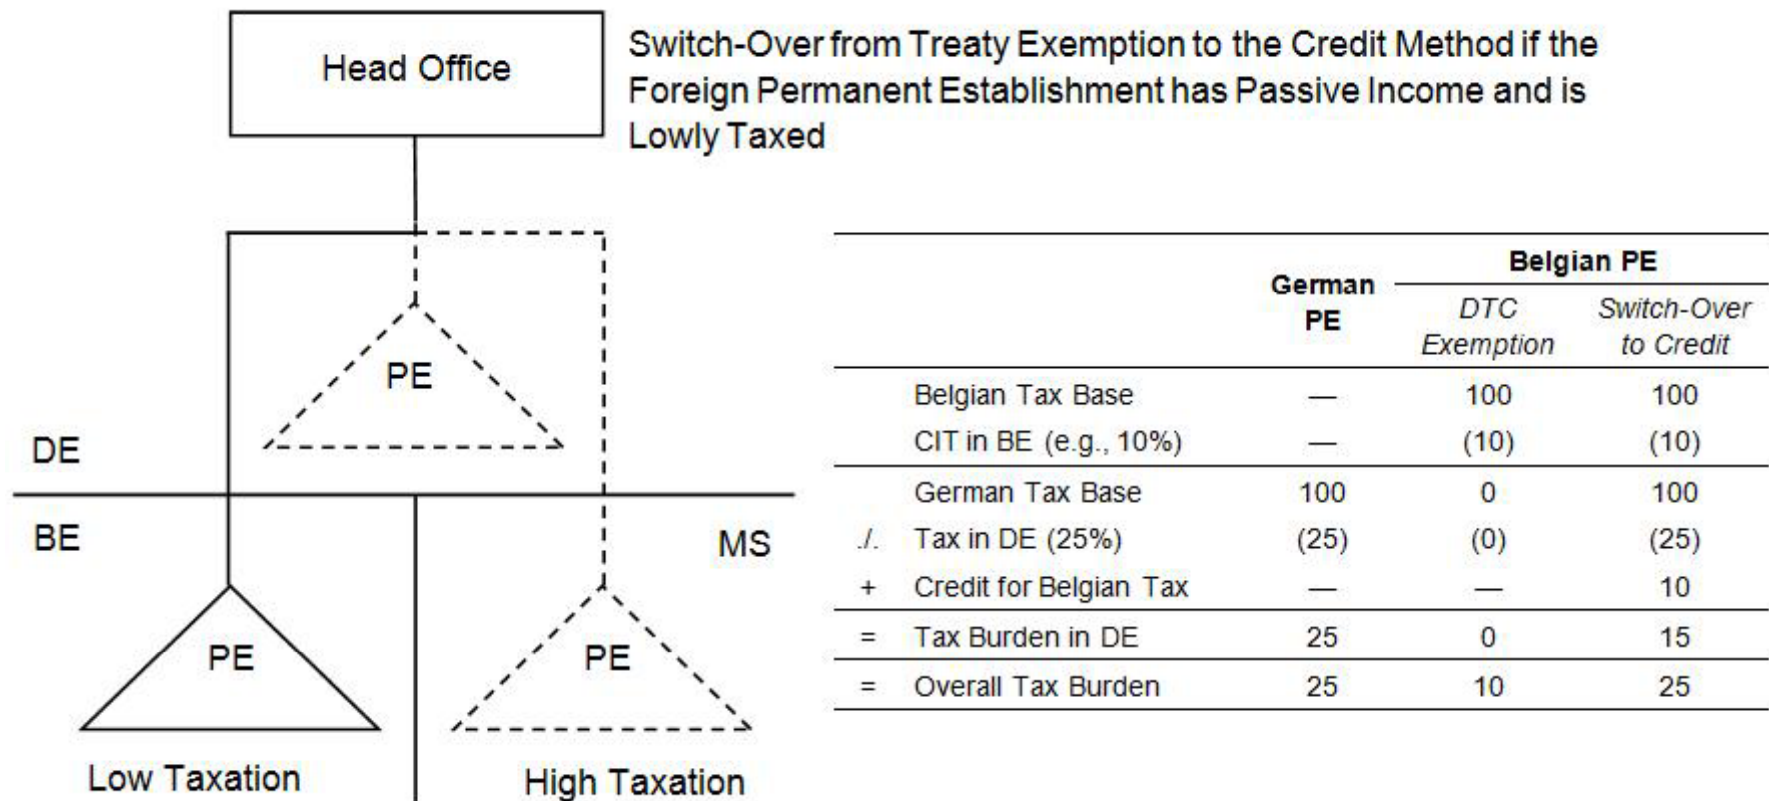 Head Office
Switch-Over from Treaty Exemption to the Credit Method if the
Foreign Permanent Establishment has Passive Income and is
Lowly Taxed
PE
DE
BE
MS
PE
PE
Low Taxation
High Taxation
German PE
Belgian PE
DTC Exemption
Switch-Over to Credit
Belgian Tax Base — 100 100
CIT in BE (e.g., 10%) — (10) (10)
German Tax Base 100 0 100
./. Tax in DE (25%) (25) (0) (25)
+ Credit for Belgian Tax — — 10
= Tax Burden in DE 25 0 15
= Overall Tax Burden 25 10 25